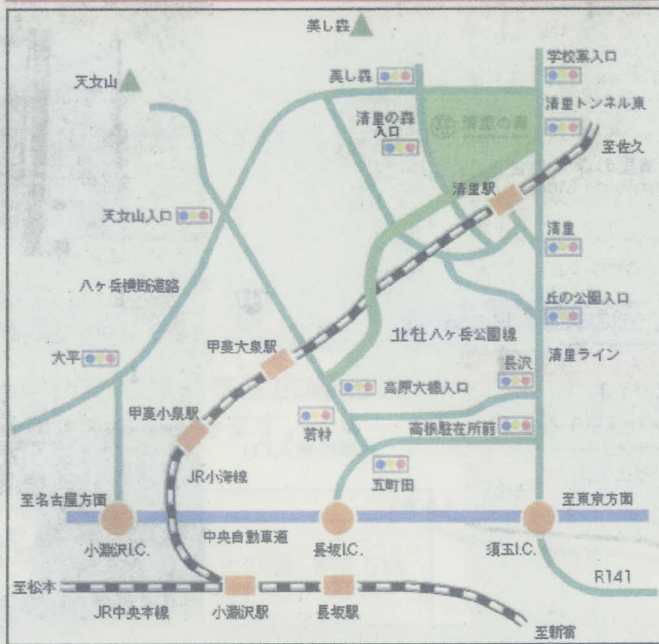 美し森
天女山
美し森
学校寮入口
清里トンネル東
清里の森
入口
清里の森
至佐久
清里駅
天女山入口
清里
八ヶ岳横断道路
丘の公園入口
北杜八ヶ岳公園線
清里ライン
大平
甲斐大泉駅
長沢
高原大橋入口
甲斐小泉駅
若林
高根駐在所前
JR小海線
五町田
至名古屋方面
至東京方面
小淵沢I.C.
中央自動車道
長坂I.C.
須玉I.C.
R141
至松本
JR中央本線
小淵沢駅
長坂駅
至新宿